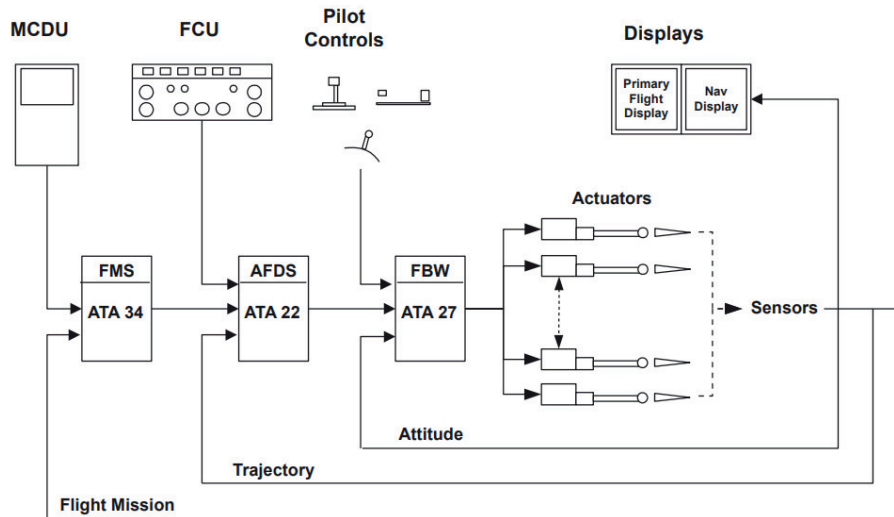 MCDU
FCU
Pilot
Controls
Displays
Primary
Flight
Display
Nav
Display
Actuators
FMS
ATA 34
AFDS
ATA 22
FBW
ATA 27
Sensors
Attitude
Trajectory
Flight Mission